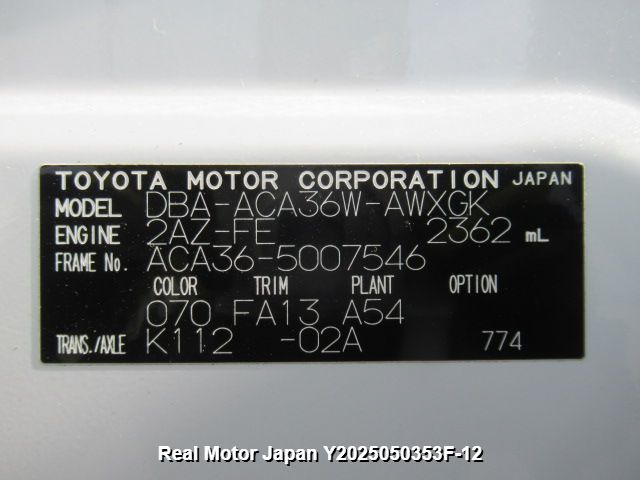 TOYOTA MOTOR CORPORATION JAPAN
MODEL DBA-ACA36W-AWXGK
ENGINE 2AZ-FE 2362 mL
FRAME No. ACA36-5007546
COLOR TRIM PLANT OPTION
070 FA13 A54
TRANS./AXLE K112 -02A 774
Real Motor Japan Y2025050353F-12